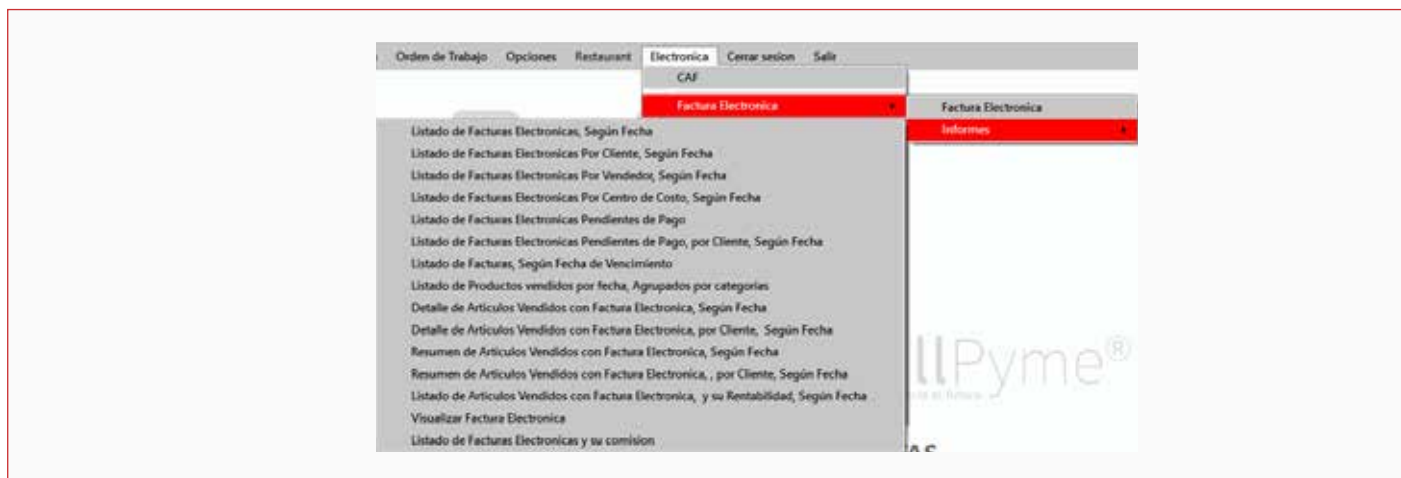 Orden de Trabajo Opciones Restaurant Electronica Cerrar sesion Salir
CAF
Factura Electronica
Factura Electronica
Informes
Listado de Facturas Electronicas, Según Fecha
Listado de Facturas Electronicas Por Cliente, Según Fecha
Listado de Facturas Electronicas Por Vendedor, Según Fecha
Listado de Facturas Electronicas Por Centro de Costo, Según Fecha
Listado de Facturas Electronicas Pendientes de Pago
Listado de Facturas Electronicas Pendientes de Pago, por Cliente, Según Fecha
Listado de Facturas, Según Fecha de Vencimiento
Listado de Productos vendidos por fecha, Agrupados por categorias
Detalle de Articulos Vendidos con Factura Electronica, Según Fecha
Detalle de Articulos Vendidos con Factura Electronica, por Cliente, Según Fecha
Resumen de Articulos Vendidos con Factura Electronica, Según Fecha
Resumen de Articulos Vendidos con Factura Electronica, , por Cliente, Según Fecha
Listado de Articulos Vendidos con Factura Electronica, y su Rentabilidad, Según Fecha
Visualizar Factura Electronica
Listado de Facturas Electronicas y su comision
llPyme®